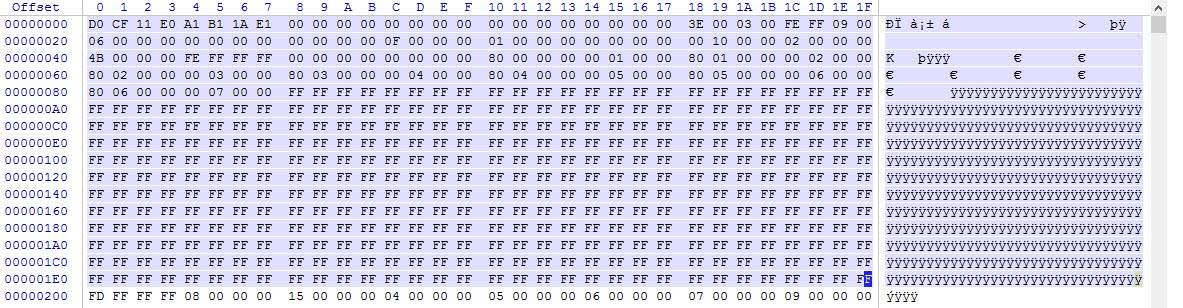 Offset 0 1 2 3 4 5 6 7 8 9 A B C D E F 10 11 12 13 14 15 16 17 18 19 1A 1B 1C 1D 1E 1F
00000000 D0 CF 11 E0 A1 B1 1A E1 00 00 00 00 00 00 00 00 00 00 00 00 00 00 00 00 3E 00 03 00 FE FF 09 00 ÐÏ à¡± á > þÿ
00000020 06 00 00 00 00 00 00 00 00 00 00 00 0F 00 00 00 01 00 00 00 00 00 00 00 00 10 00 00 02 00 00 00
00000040 4B 00 00 00 FE FF FF FF 00 00 00 00 00 00 00 00 80 00 00 00 00 01 00 00 80 01 00 00 00 02 00 00 K þÿÿÿ € €
00000060 80 02 00 00 00 03 00 00 80 03 00 00 00 04 00 00 80 04 00 00 00 05 00 00 80 05 00 00 00 06 00 00 € € € €
00000080 80 06 00 00 00 07 00 00 FF FF FF FF FF FF FF FF FF FF FF FF FF FF FF FF FF FF FF FF FF FF FF FF € ÿÿÿÿÿÿÿÿÿÿÿÿÿÿÿÿÿÿÿÿÿÿÿÿ
000000A0 FF FF FF FF FF FF FF FF FF FF FF FF FF FF FF FF FF FF FF FF FF FF FF FF FF FF FF FF FF FF FF FF ÿÿÿÿÿÿÿÿÿÿÿÿÿÿÿÿÿÿÿÿÿÿÿÿÿÿÿÿÿÿÿÿ
000000C0 FF FF FF FF FF FF FF FF FF FF FF FF FF FF FF FF FF FF FF FF FF FF FF FF FF FF FF FF FF FF FF FF ÿÿÿÿÿÿÿÿÿÿÿÿÿÿÿÿÿÿÿÿÿÿÿÿÿÿÿÿÿÿÿÿ
000000E0 FF FF FF FF FF FF FF FF FF FF FF FF FF FF FF FF FF FF FF FF FF FF FF FF FF FF FF FF FF FF FF FF ÿÿÿÿÿÿÿÿÿÿÿÿÿÿÿÿÿÿÿÿÿÿÿÿÿÿÿÿÿÿÿÿ
00000100 FF FF FF FF FF FF FF FF FF FF FF FF FF FF FF FF FF FF FF FF FF FF FF FF FF FF FF FF FF FF FF FF ÿÿÿÿÿÿÿÿÿÿÿÿÿÿÿÿÿÿÿÿÿÿÿÿÿÿÿÿÿÿÿÿ
00000120 FF FF FF FF FF FF FF FF FF FF FF FF FF FF FF FF FF FF FF FF FF FF FF FF FF FF FF FF FF FF FF FF ÿÿÿÿÿÿÿÿÿÿÿÿÿÿÿÿÿÿÿÿÿÿÿÿÿÿÿÿÿÿÿÿ
00000140 FF FF FF FF FF FF FF FF FF FF FF FF FF FF FF FF FF FF FF FF FF FF FF FF FF FF FF FF FF FF FF FF ÿÿÿÿÿÿÿÿÿÿÿÿÿÿÿÿÿÿÿÿÿÿÿÿÿÿÿÿÿÿÿÿ
00000160 FF FF FF FF FF FF FF FF FF FF FF FF FF FF FF FF FF FF FF FF FF FF FF FF FF FF FF FF FF FF FF FF ÿÿÿÿÿÿÿÿÿÿÿÿÿÿÿÿÿÿÿÿÿÿÿÿÿÿÿÿÿÿÿÿ
00000180 FF FF FF FF FF FF FF FF FF FF FF FF FF FF FF FF FF FF FF FF FF FF FF FF FF FF FF FF FF FF FF FF ÿÿÿÿÿÿÿÿÿÿÿÿÿÿÿÿÿÿÿÿÿÿÿÿÿÿÿÿÿÿÿÿ
000001A0 FF FF FF FF FF FF FF FF FF FF FF FF FF FF FF FF FF FF FF FF FF FF FF FF FF FF FF FF FF FF FF FF ÿÿÿÿÿÿÿÿÿÿÿÿÿÿÿÿÿÿÿÿÿÿÿÿÿÿÿÿÿÿÿÿ
000001C0 FF FF FF FF FF FF FF FF FF FF FF FF FF FF FF FF FF FF FF FF FF FF FF FF FF FF FF FF FF FF FF FF ÿÿÿÿÿÿÿÿÿÿÿÿÿÿÿÿÿÿÿÿÿÿÿÿÿÿÿÿÿÿÿÿ
000001E0 FF FF FF FF FF FF FF FF FF FF FF FF FF FF FF FF FF FF FF FF FF FF FF FF FF FF FF FF FF FF FF FF ÿÿÿÿÿÿÿÿÿÿÿÿÿÿÿÿÿÿÿÿÿÿÿÿÿÿÿÿÿÿÿÿ
00000200 FD FF FF FF 08 00 00 00 15 00 00 00 04 00 00 00 05 00 00 00 06 00 00 00 07 00 00 00 09 00 00 00 ýÿÿÿ